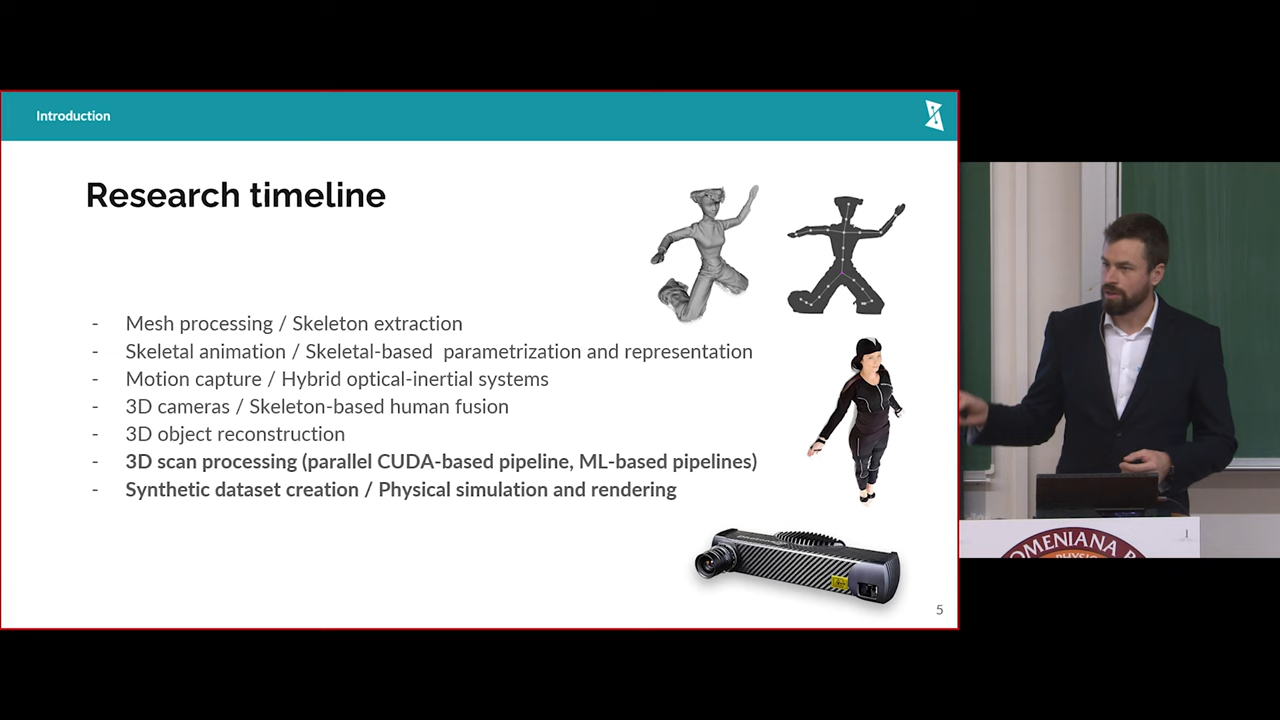 Introduction
Research timeline
- Mesh processing / Skeleton extraction
- Skeletal animation / Skeletal-based parametrization and representation
- Motion capture / Hybrid optical-inertial systems
- 3D cameras / Skeleton-based human fusion
- 3D object reconstruction
- 3D scan processing (parallel CUDA-based pipeline, ML-based pipelines)
- Synthetic dataset creation / Physical simulation and rendering
5
OMENIANA
PHYSIC